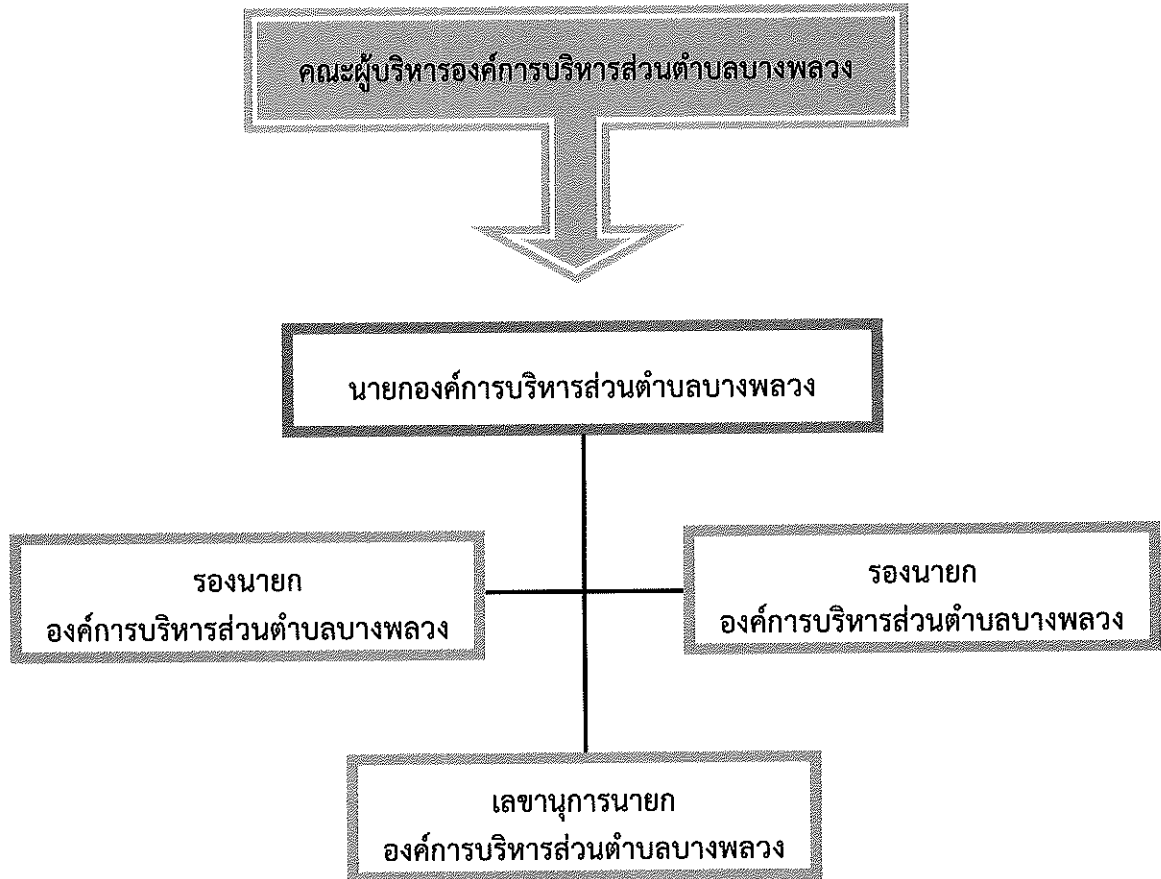 คณะผู้บริหารองค์การบริหารส่วนตำบลบางพลวง
นายกองค์การบริหารส่วนตำบลบางพลวง
รองนายก
องค์การบริหารส่วนตำบลบางพลวง
รองนายก
องค์การบริหารส่วนตำบลบางพลวง
เลขานุการนายก
องค์การบริหารส่วนตำบลบางพลวง